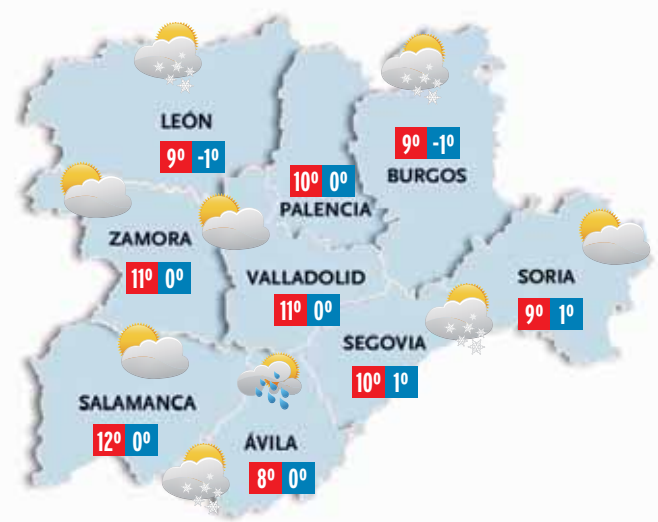 LEÓN
9º -1º
9º -1º
BURGOS
10º 0º
PALENCIA
ZAMORA
11º 0º
VALLADOLID
11º 0º
SORIA
9º 1º
SEGOVIA
10º 1º
SALAMANCA
12º 0º
ÁVILA
8º 0º